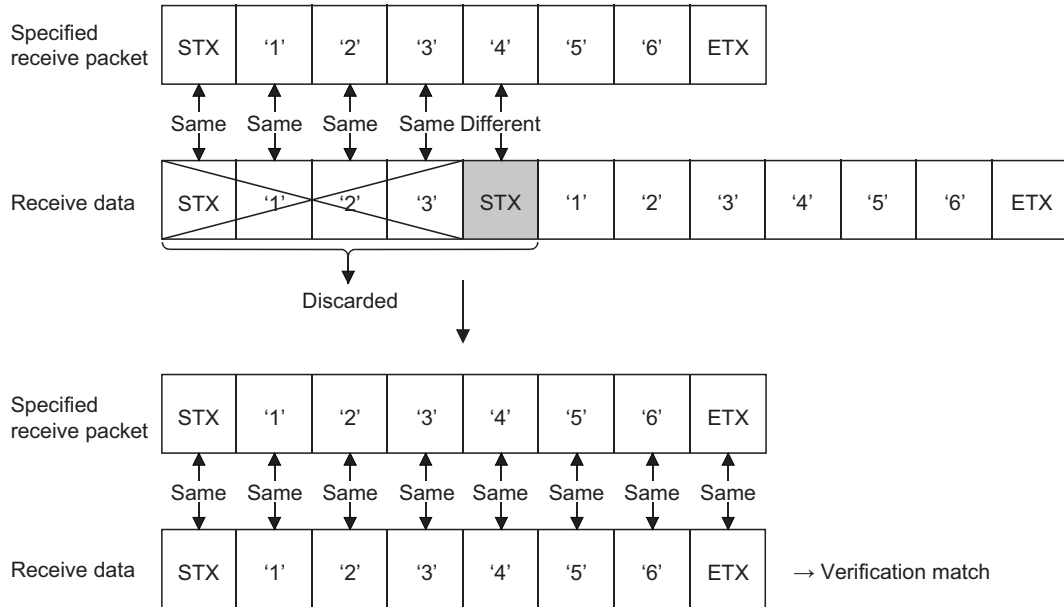 Specified
receive packet
STX ‘1’ ‘2’ ‘3’ ‘4’ ‘5’ ‘6’ ETX
Same Same Same Same Different
Receive data
STX ‘1’ ‘2’ ‘3’ STX ‘1’ ‘2’ ‘3’ ‘4’ ‘5’ ‘6’ ETX
Discarded
Specified
receive packet
STX ‘1’ ‘2’ ‘3’ ‘4’ ‘5’ ‘6’ ETX
Same Same Same Same Same Same Same Same
Receive data
STX ‘1’ ‘2’ ‘3’ ‘4’ ‘5’ ‘6’ ETX
→ Verification match